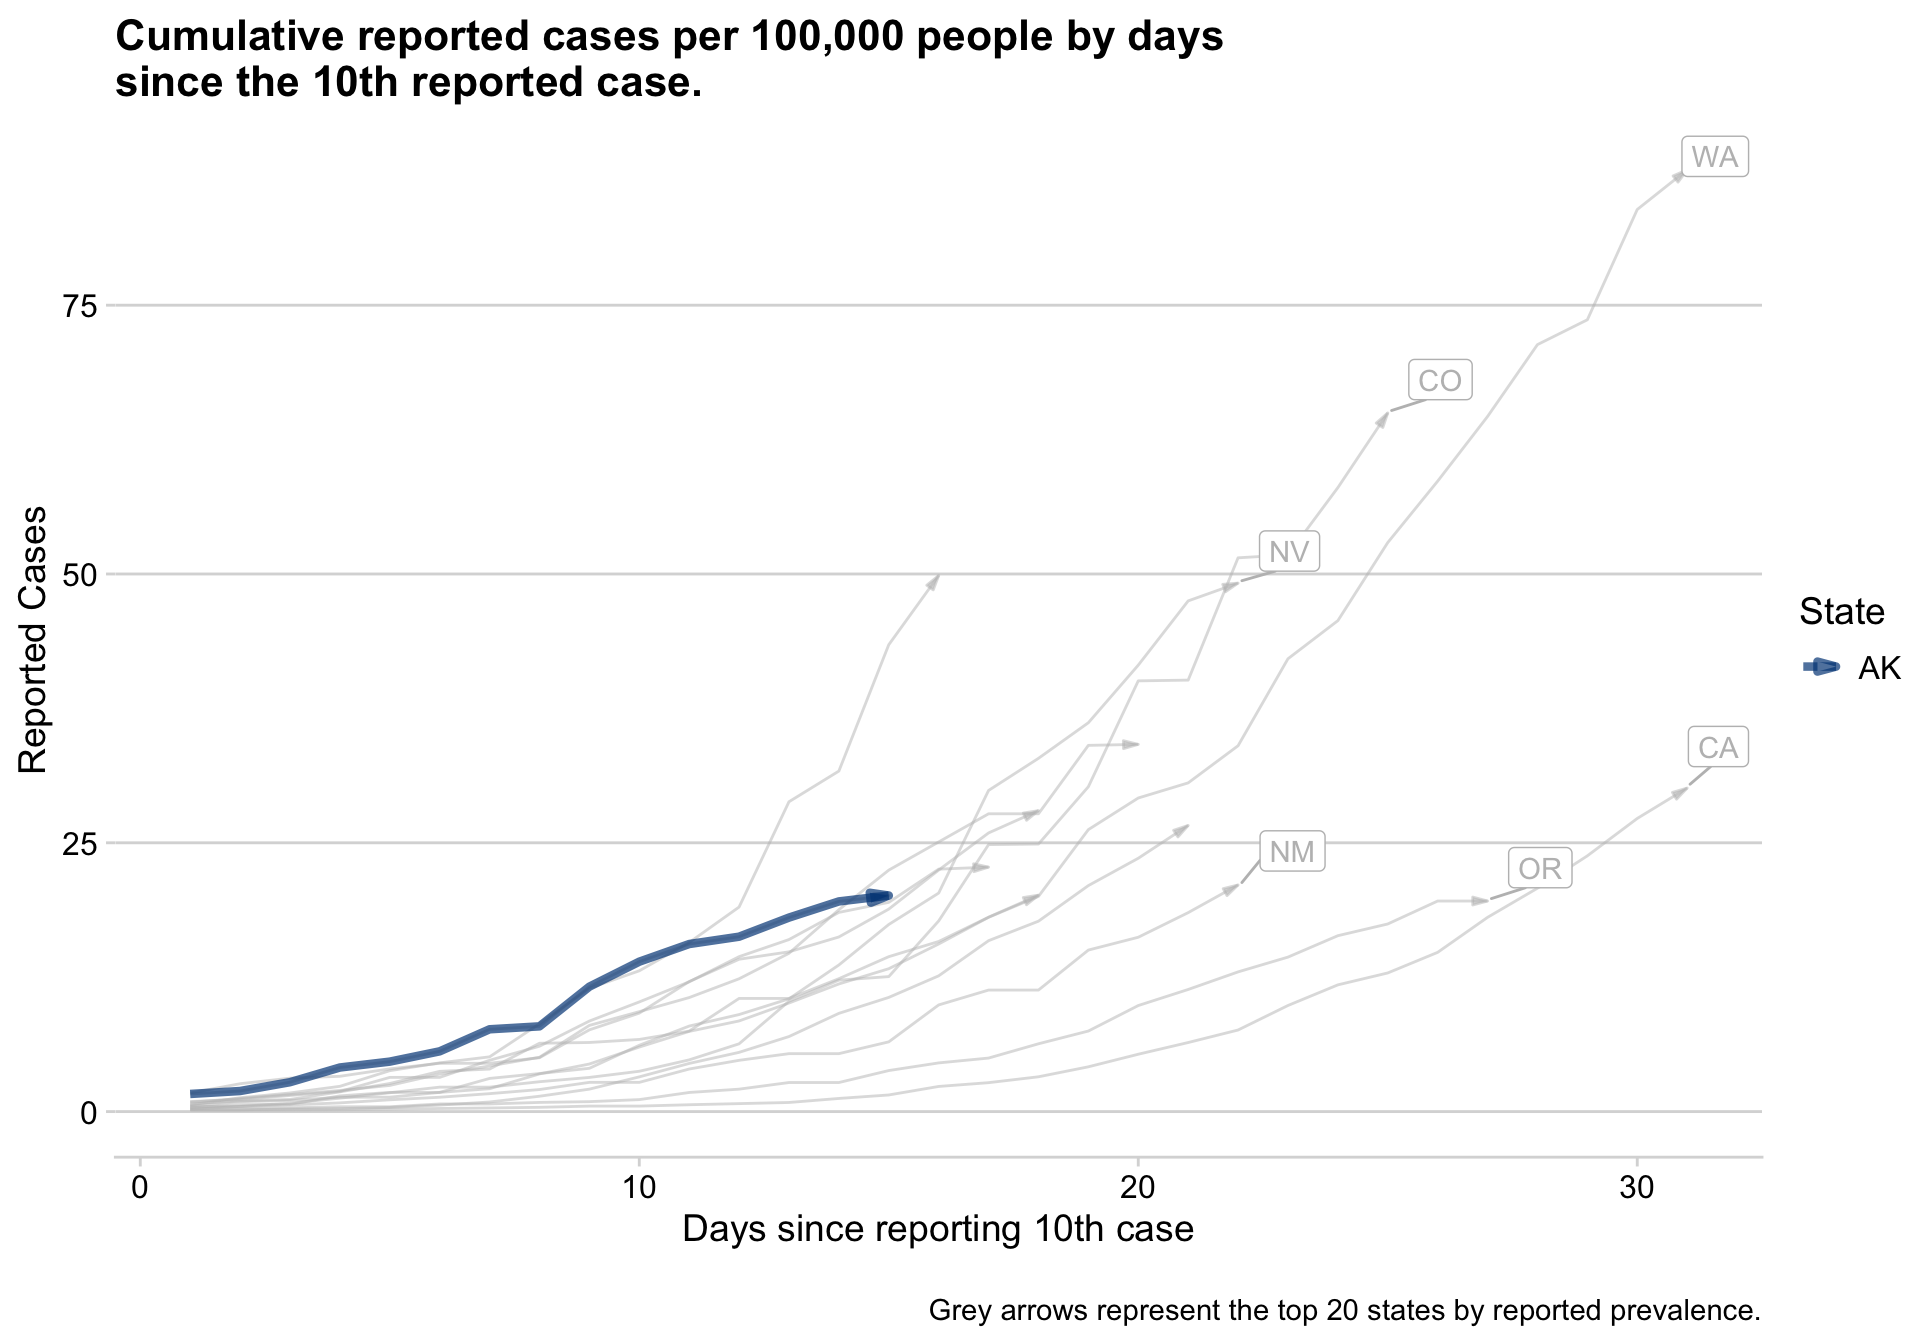 Cumulative reported cases per 100,000 people by days
since the 10th reported case.
WA
75
CO
NV
50
Reported Cases
State
AK
CA
NM
25
OR
0
0
10
20
30
Days since reporting 10th case
Grey arrows represent the top 20 states by reported prevalence.